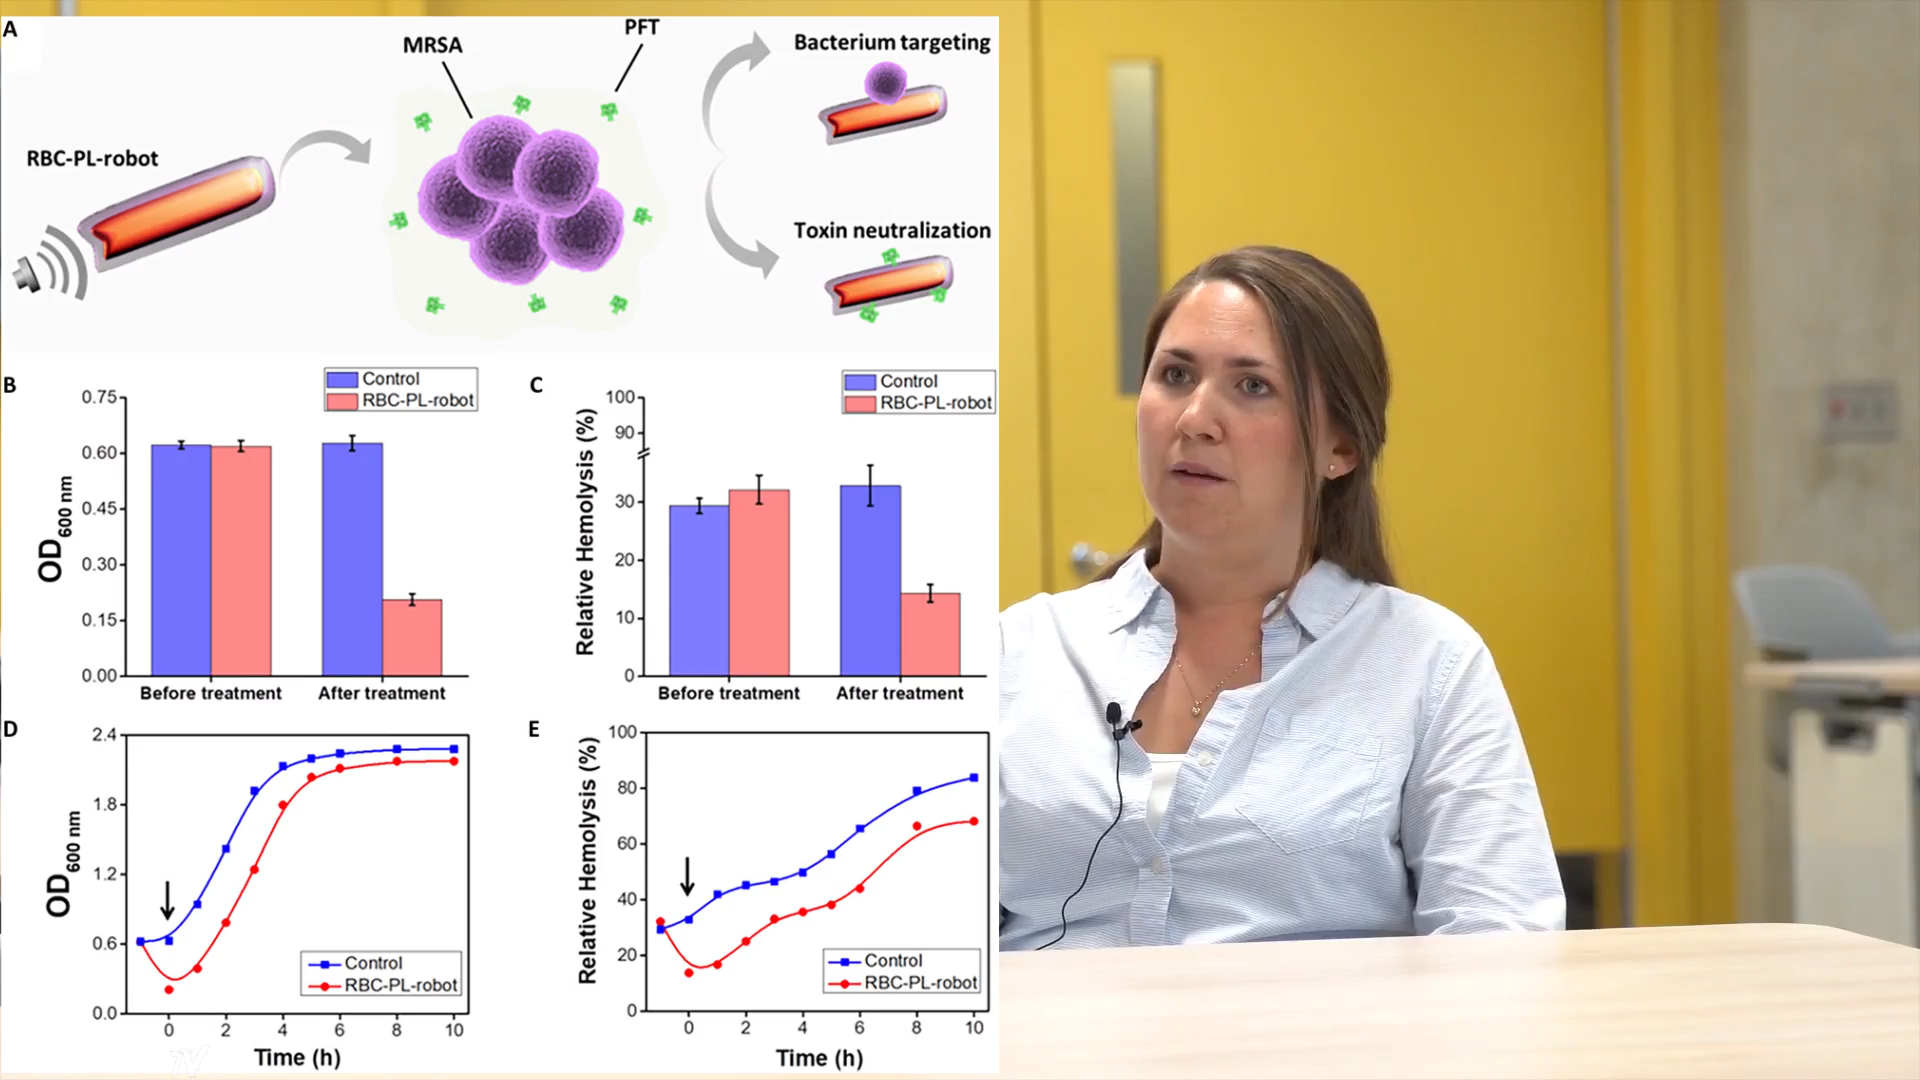 A
MRSA
PFT
Bacterium targeting
RBC-PL-robot
Toxin neutralization
B
Control
RBC-PL-robot
0.75
0.60
0.45
0.30
0.15
0.00
OD600 nm
Before treatment
After treatment
C
Control
RBC-PL-robot
100
90
30
20
10
0
Relative Hemolysis (%)
Before treatment
After treatment
D
2.4
1.8
1.2
0.6
0.0
OD600 nm
Control
RBC-PL-robot
0 2 4 6 8 10
Time (h)
E
100
80
60
40
20
0
Relative Hemolysis (%)
Control
RBC-PL-robot
0 2 4 6 8 10
Time (h)